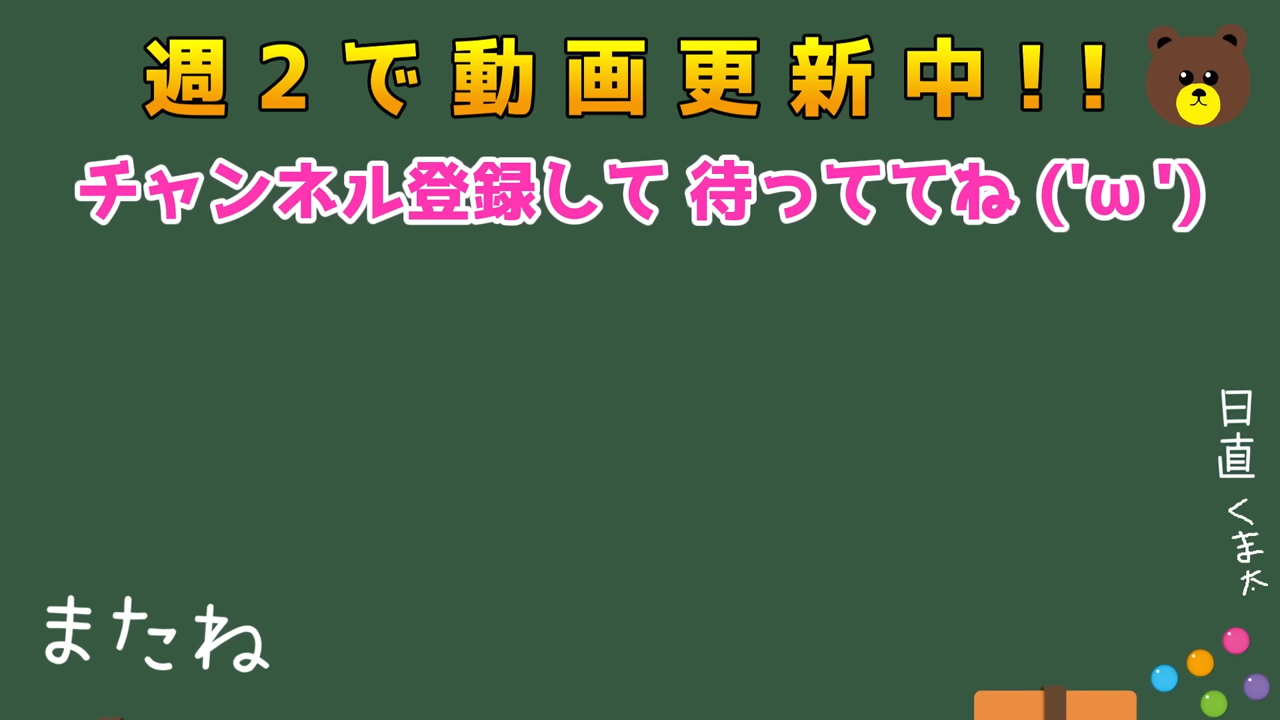 週2で動画更新中!!
チャンネル登録して 待っててね ('ω')
日直 くま太
またね